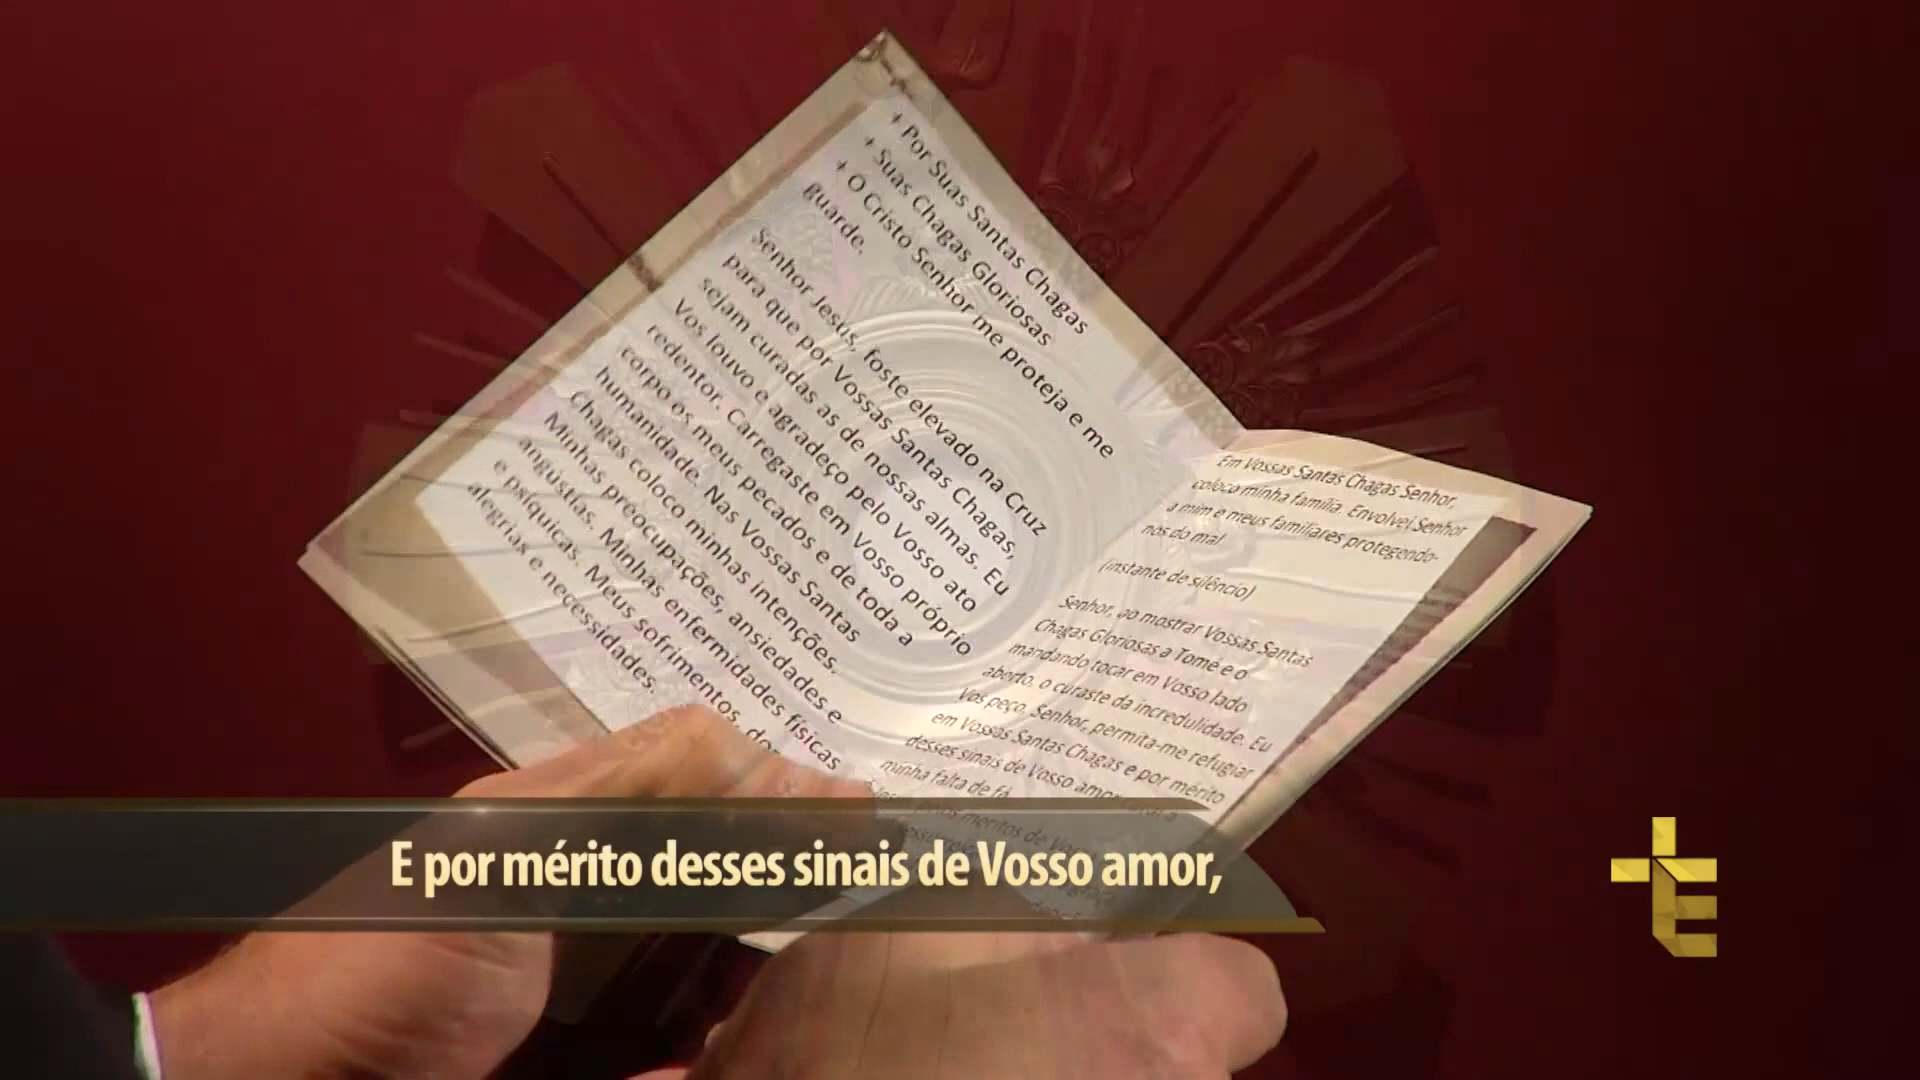 + Por Suas Santas Chagas
+ Suas Chagas Gloriosas
+ O Cristo Senhor me proteja e me
guarde.
Senhor Jesus, foste elevado na Cruz
para que por Vossas Santas Chagas,
sejam curadas as de nossas almas. Eu
Vos louvo e agradeço pelo Vosso ato
redentor. Carregaste em Vosso próprio
corpo os meus pecados e de toda a
humanidade. Nas Vossas Santas
Chagas coloco minhas intenções.
Minhas preocupações, ansiedades e
angústias. Minhas enfermidades físicas
e psíquicas. Meus sofrimentos,
alegrias e necessidades.
Em Vossas Santas Chagas Senhor,
coloco minha família. Envolvei Senhor
a mim e meus familiares protegendo-
nos do mal
(instante de silêncio)
Senhor, ao mostrar Vossas Santas
Chagas Gloriosas a Tomé e o
mandando tocar em Vosso lado
aberto, o curaste da incredulidade. Eu
Vos peço, Senhor, permita-me refugiar
em Vossas Santas Chagas e por mérito
desses sinais de Vosso amor
minha falta de fé
E por mérito desses sinais de Vosso amor,